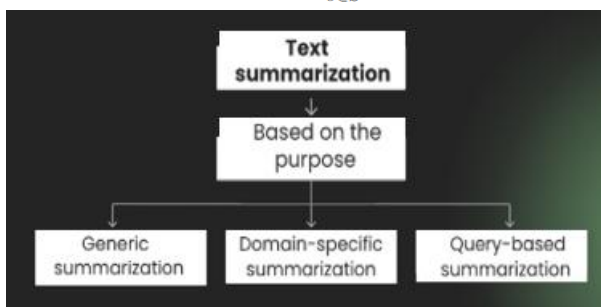 Text
summarization
Based on the
purpose
Generic
summarization
Domain-specific
summarization
Query-based
summarization